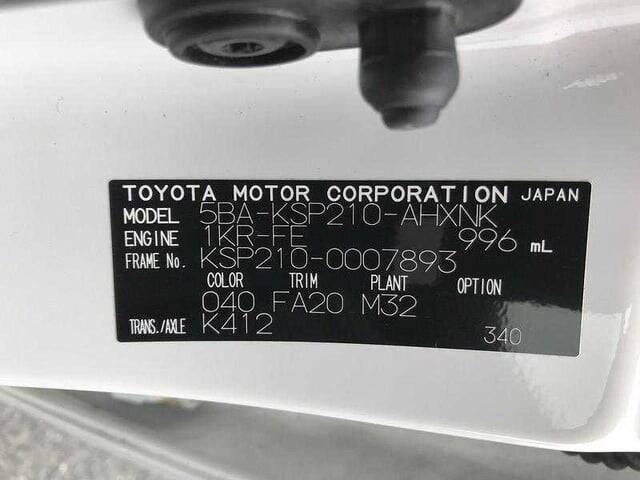 TOYOTA MOTOR CORPORATION JAPAN
MODEL 5BA-KSP210-AHXNK
ENGINE 1KR-FE 996 mL
FRAME No. KSP210-0007893
COLOR TRIM PLANT OPTION
040 FA20 M32
TRANS./AXLE K412 340